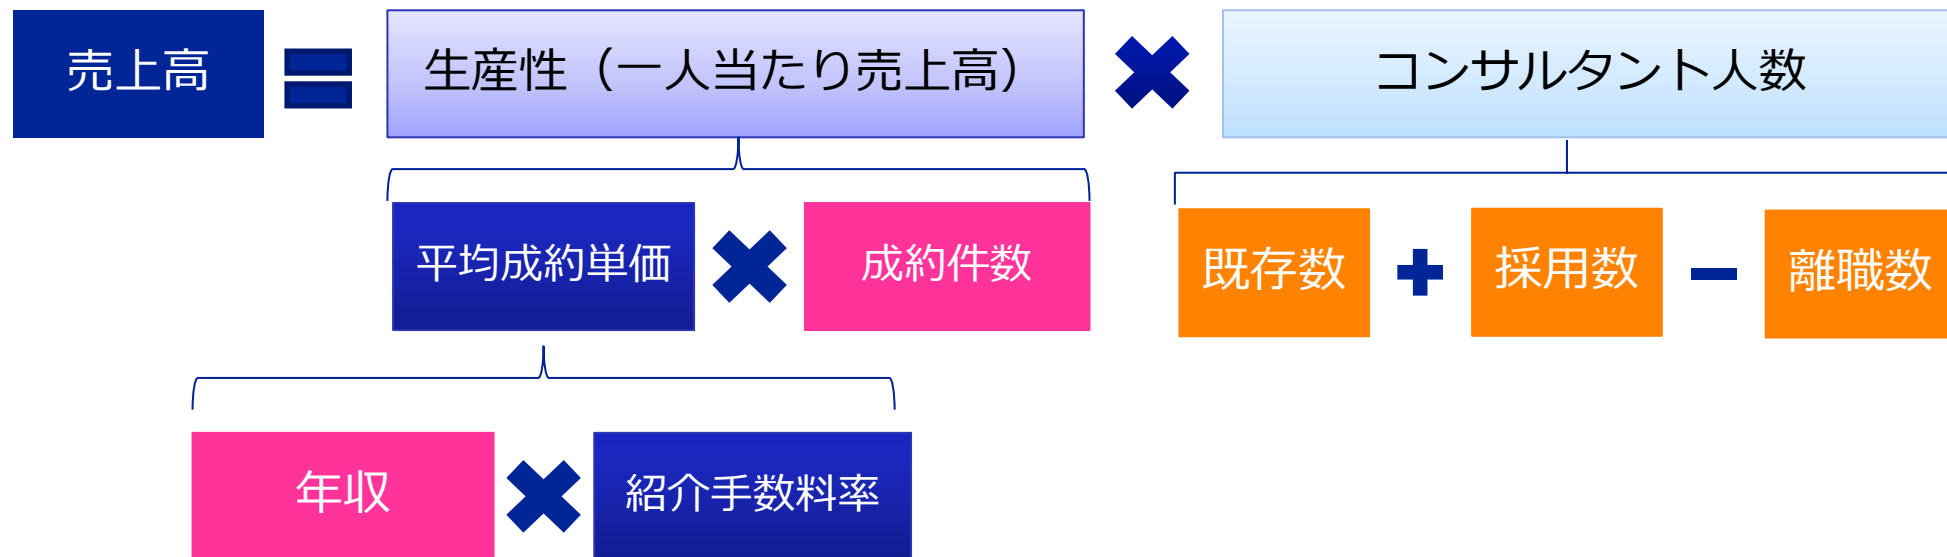 売上高
生産性（一人当たり売上高）
コンサルタント人数
平均成約単価
成約件数
既存数
採用数
離職数
年収
紹介手数料率